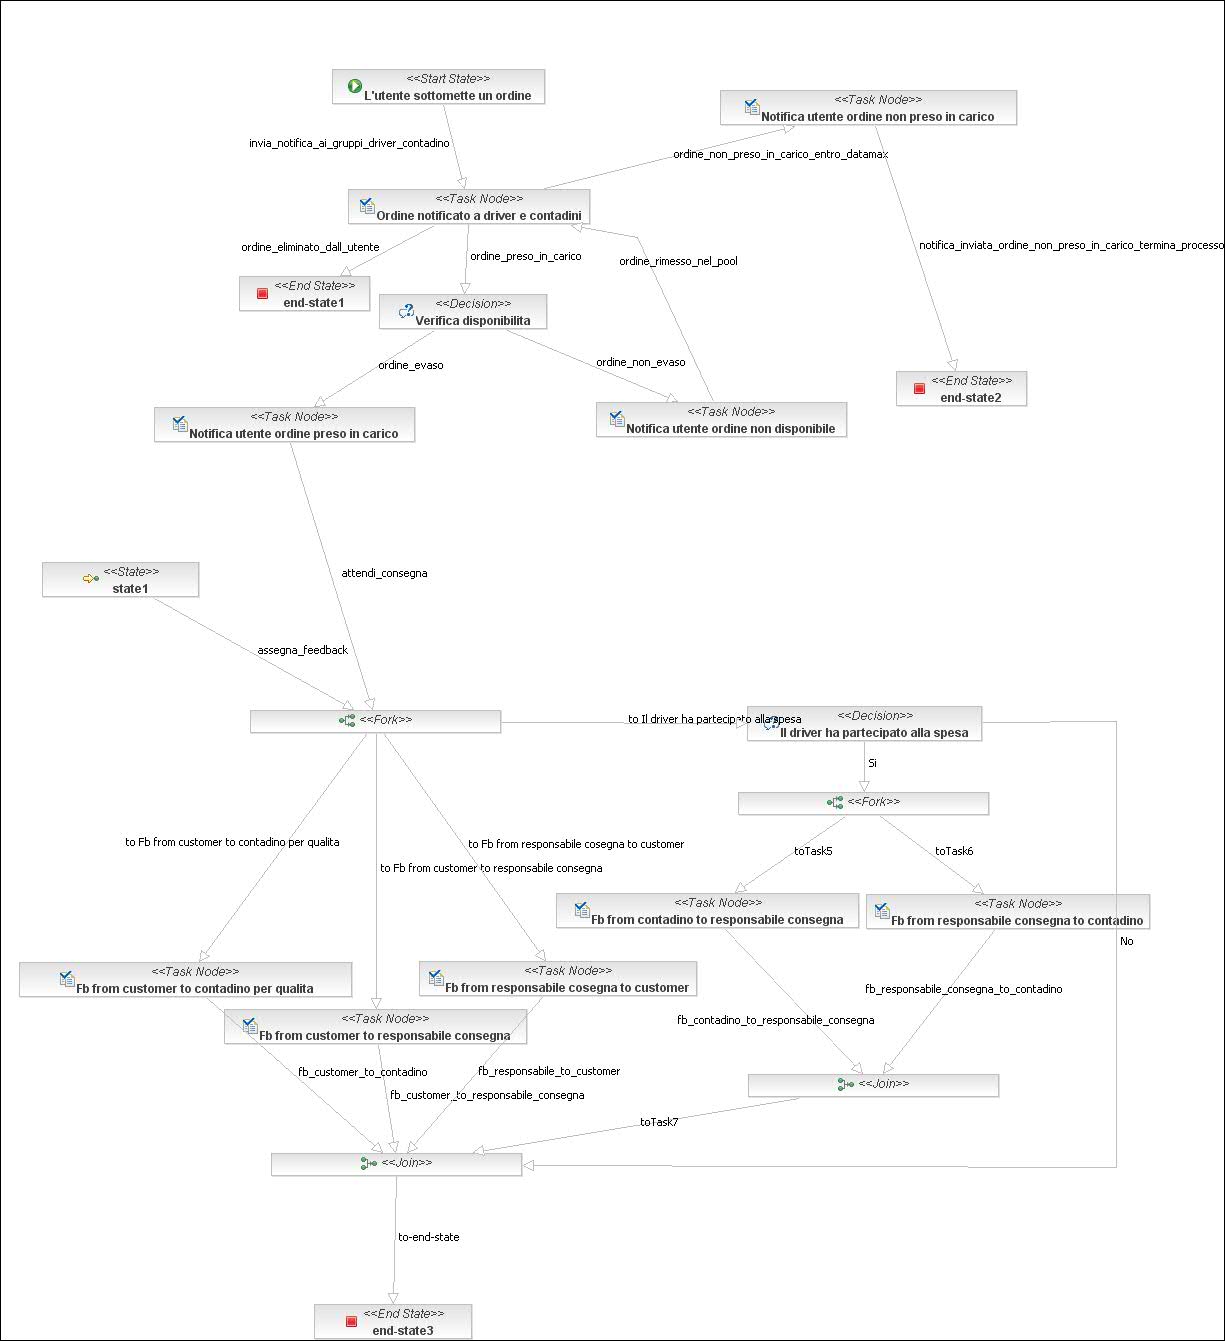 <<Start State>>
L'utente sottomette un ordine
<<Task Node>>
Notifica utente ordine non preso in carico
invia_notifica_ai_gruppi_driver_contadino
ordine_non_preso_in_carico_entro_datamax
<<Task Node>>
Ordine notificato a driver e contadini
ordine_eliminato_dall_utente
ordine_preso_in_carico
ordine_rimesso_nel_pool
notifica_inviata_ordine_non_preso_in_carico_termina_processo
<<End State>>
end-state1
<<Decision>>
Verifica disponibilita
ordine_evaso
ordine_non_evaso
<<End State>>
end-state2
<<Task Node>>
Notifica utente ordine preso in carico
<<Task Node>>
Notifica utente ordine non disponibile
attendi_consegna
<<State>>
state1
assegna_feedback
<<Fork>>
to Il driver ha partecipato alla spesa
<<Decision>>
Il driver ha partecipato alla spesa
Si
<<Fork>>
to Fb from customer to contadino per qualita
to Fb from responsabile cosegna to customer
to Fb from customer to responsabile consegna
toTask5
toTask6
<<Task Node>>
Fb from contadino to responsabile consegna
<<Task Node>>
Fb from responsabile consegna to contadino
No
<<Task Node>>
Fb from customer to contadino per qualita
<<Task Node>>
Fb from responsabile cosegna to customer
<<Task Node>>
Fb from customer to responsabile consegna
fb_responsabile_consegna_to_contadino
fb_contadino_to_responsabile_consegna
fb_customer_to_contadino
fb_responsabile_to_customer
fb_customer_to_responsabile_consegna
<<Join>>
toTask7
<<Join>>
to-end-state
<<End State>>
end-state3